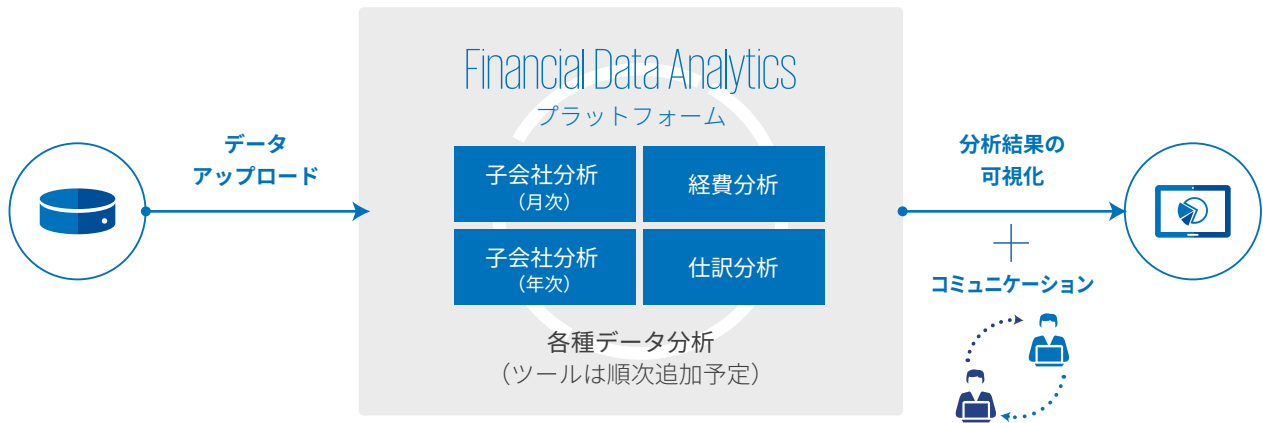 データ
アップロード
Financial Data Analytics
プラットフォーム
子会社分析
（月次）
経費分析
子会社分析
（年次）
仕訳分析
各種データ分析
（ツールは順次追加予定）
分析結果の
可視化
コミュニケーション